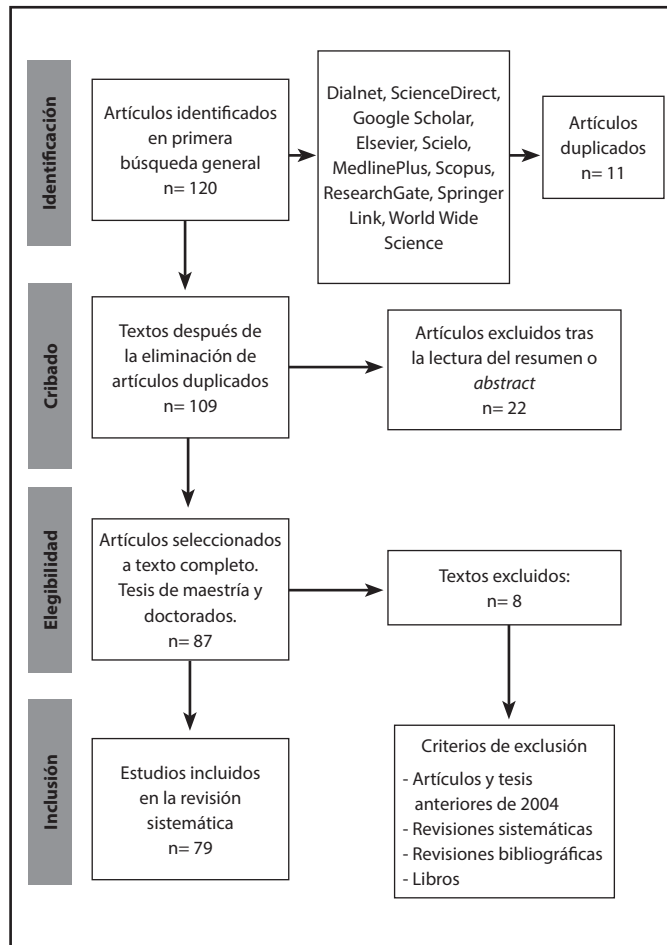 Identificación
Artículos identificados
en primera
búsqueda general
n= 120
Dialnet, ScienceDirect,
Google Scholar,
Elsevier, Scielo,
MedlinePlus, Scopus,
ResearchGate, Springer
Link, World Wide
Science
Artículos
duplicados
n= 11
Cribado
Textos después de
la eliminación de
artículos duplicados
n= 109
Artículos excluidos tras
la lectura del resumen o
abstract
n= 22
Elegibilidad
Artículos seleccionados
a texto completo.
Tesis de maestría y
doctorados.
n= 87
Textos excluidos:
n= 8
Inclusión
Estudios incluidos
en la revisión
sistemática
n= 79
Criterios de exclusión
- Artículos y tesis
anteriores de 2004
- Revisiones sistemáticas
- Revisiones bibliográficas
- Libros